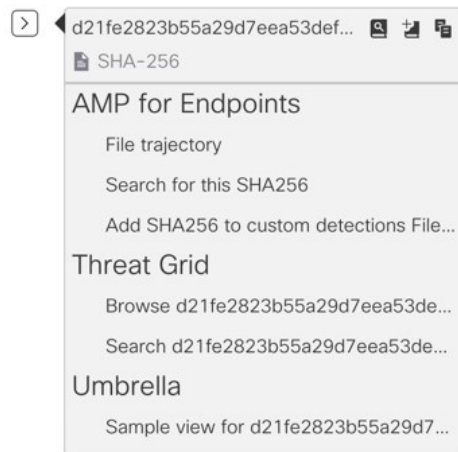 d21fe2823b55a29d7eea53def...
SHA-256
AMP for Endpoints
File trajectory
Search for this SHA256
Add SHA256 to custom detections File...
Threat Grid
Browse d21fe2823b55a29d7eea53de...
Search d21fe2823b55a29d7eea53de...
Umbrella
Sample view for d21fe2823b55a29d7...